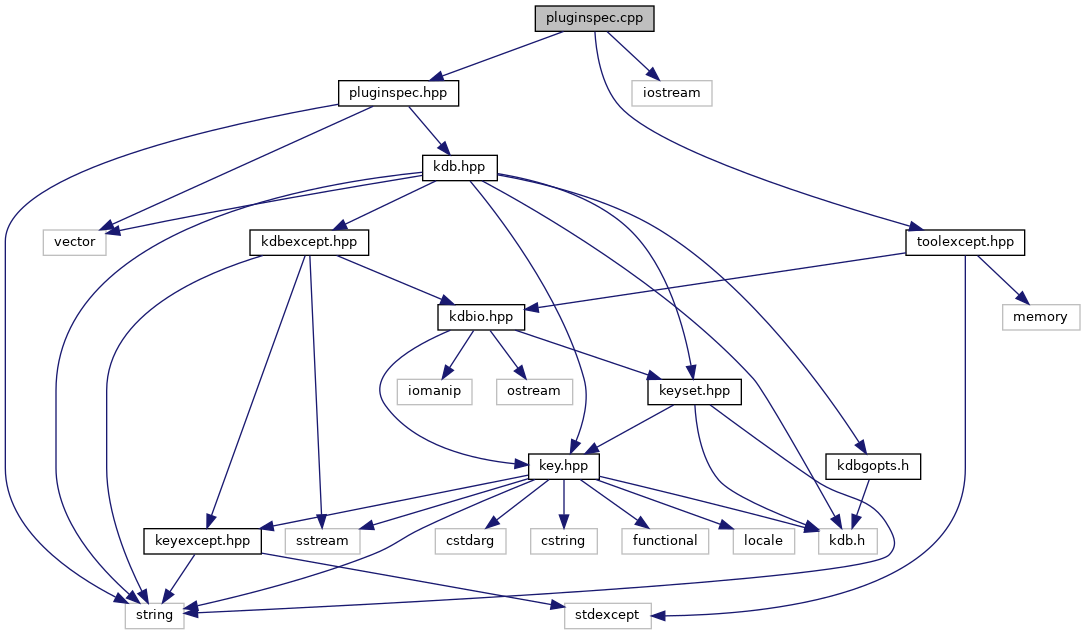 pluginspec.cpp
pluginspec.hpp
iostream
kdb.hpp
vector
kdbexcept.hpp
toolexcept.hpp
kdbio.hpp
memory
iomanip
ostream
keyset.hpp
key.hpp
kdbgopts.h
keyexcept.hpp
sstream
cstdarg
cstring
functional
locale
kdb.h
string
stdexcept